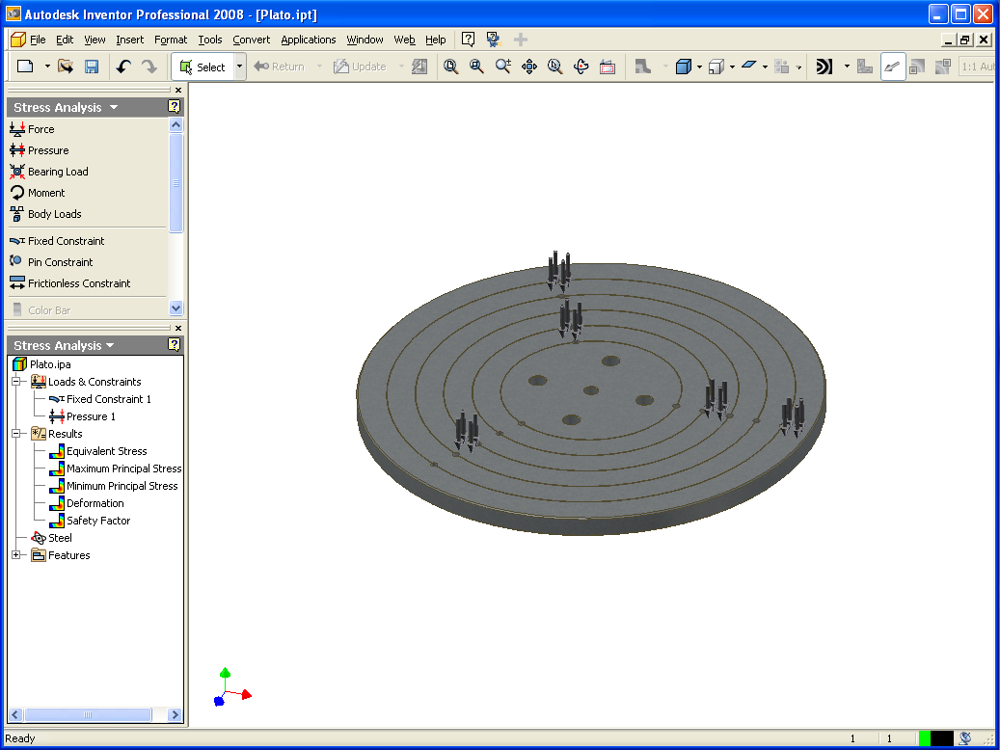 Autodesk Inventor Professional 2008 - [Plato.ipt]
File Edit View Insert Format Tools Convert Applications Window Web Help
Select Return Update 1:1 Au
Stress Analysis
Force
Pressure
Bearing Load
Moment
Body Loads
Fixed Constraint
Pin Constraint
Frictionless Constraint
Color Bar
Stress Analysis
Plato.ipa
Loads & Constraints
Fixed Constraint 1
Pressure 1
Results
Equivalent Stress
Maximum Principal Stress
Minimum Principal Stress
Deformation
Safety Factor
Steel
Features
Ready 1 1